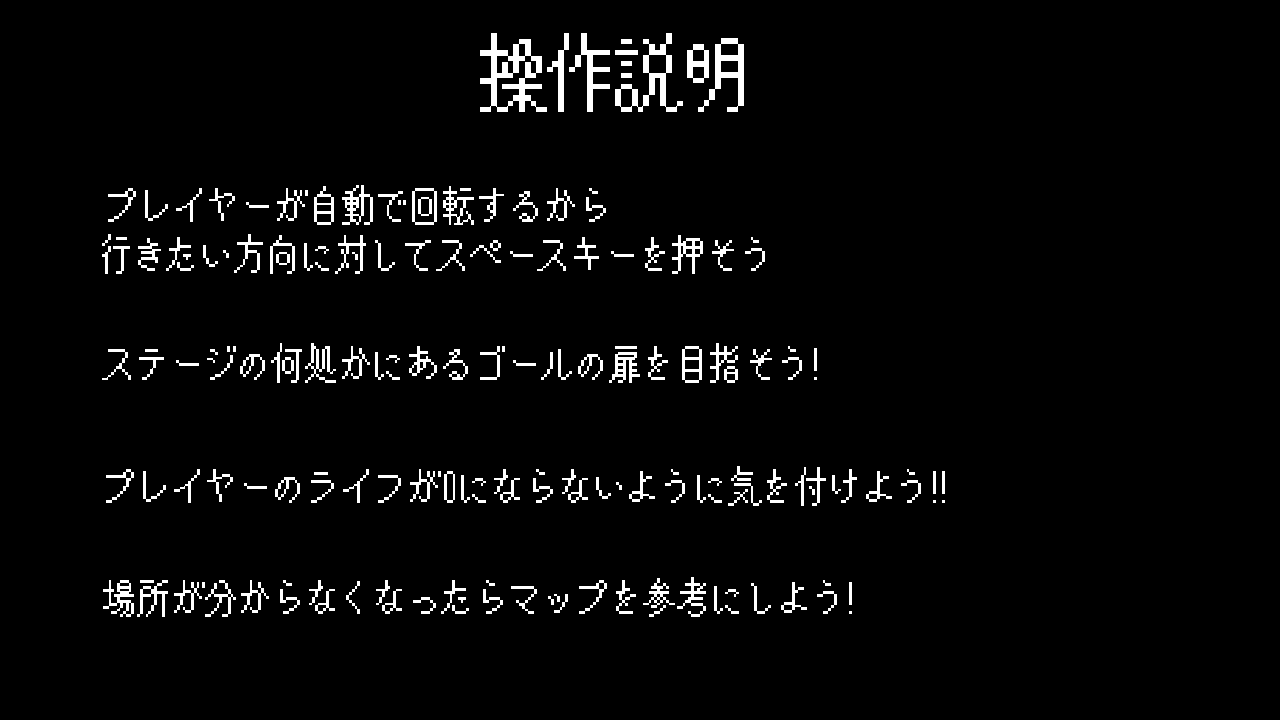 操作説明
プレイヤーが自動で回転するから
行きたい方向に対してスペースキーを押そう
ステージの何処かにあるゴールの扉を目指そう!
プレイヤーのライフが0にならないように気を付けよう!!
場所が分からなくなったらマップを参考にしよう!